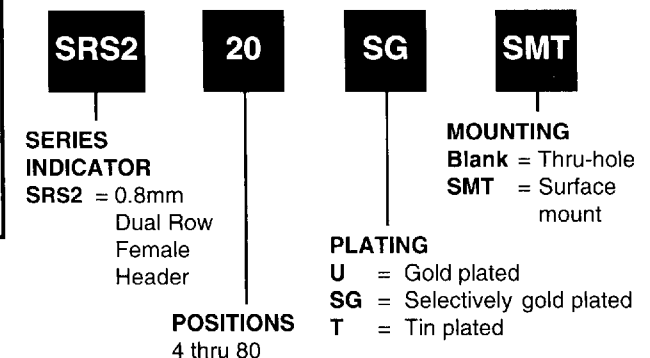 SRS2 20 SG SMT
SERIES
INDICATOR
SRS2 = 0.8mm
Dual Row
Female
Header
POSITIONS
4 thru 80
PLATING
U = Gold plated
SG = Selectively gold plated
T = Tin plated
MOUNTING
Blank = Thru-hole
SMT = Surface
mount